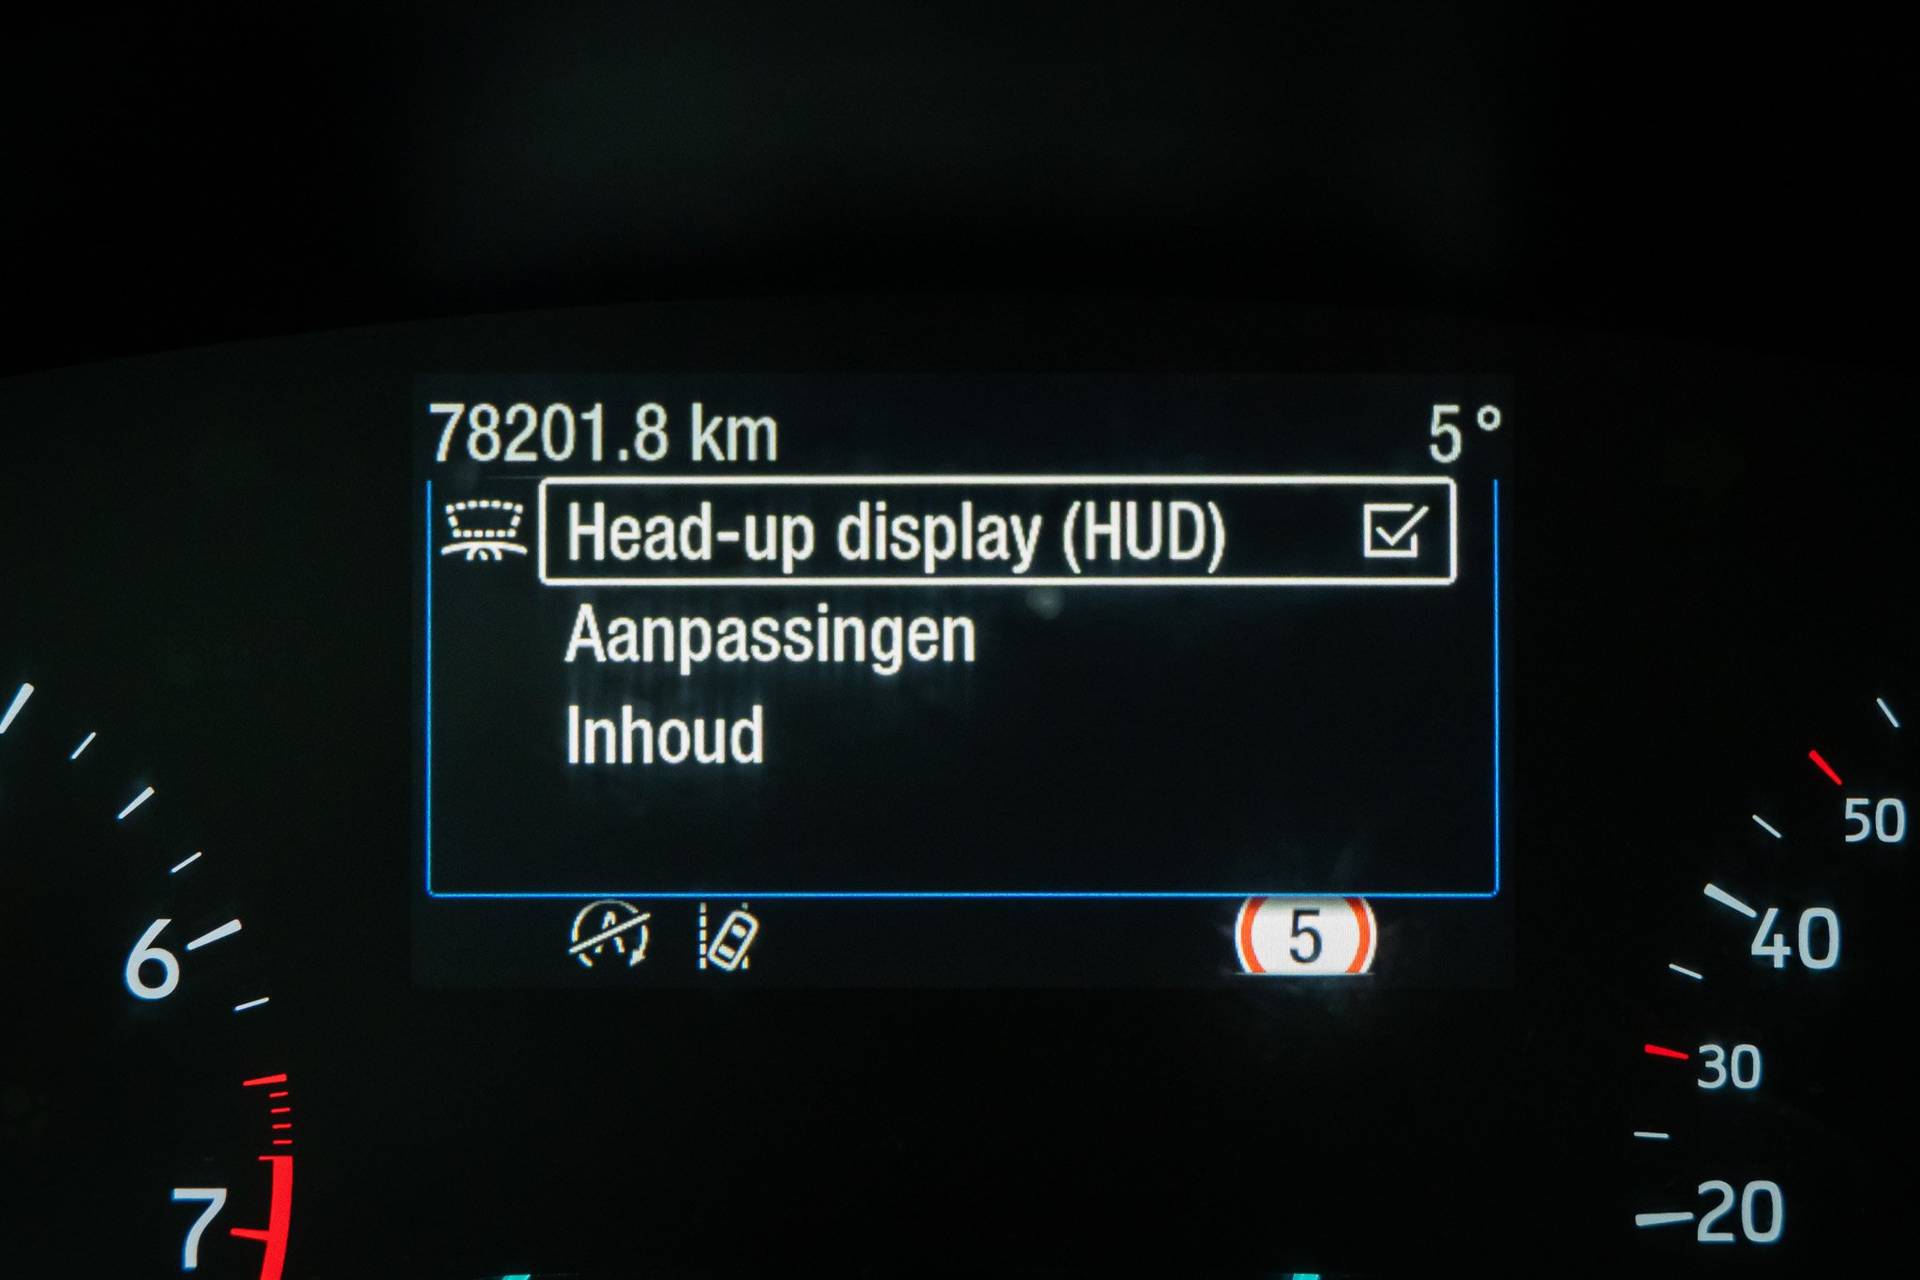 78201.8 km 5°
Head-up display (HUD)
Aanpassingen
Inhoud
A
5
6
7
50
40
30
20